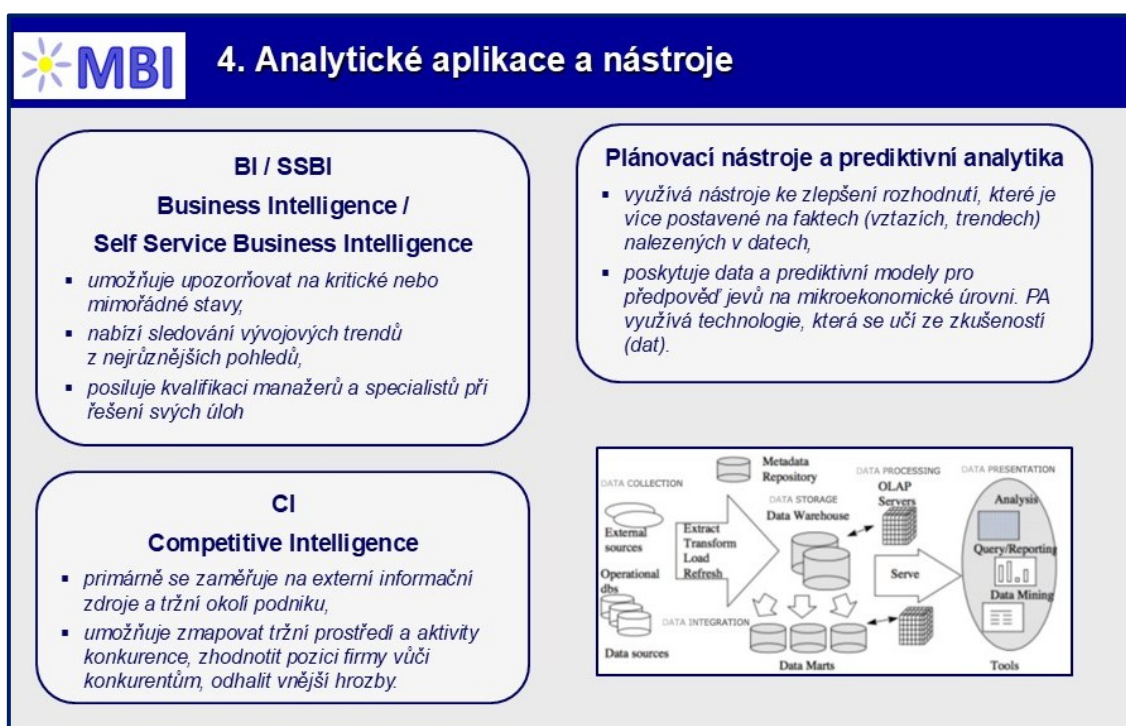 MBI
4. Analytické aplikace a nástroje
BI / SSBI
Business Intelligence /
Self Service Business Intelligence
▪ umožňuje upozorňovat na kritické nebo
mimořádné stavy,
▪ nabízí sledování vývojových trendů
z nejrůznějších pohledů,
▪ posiluje kvalifikaci manažerů a specialistů při
řešení svých úloh
CI
Competitive Intelligence
▪ primárně se zaměřuje na externí informační
zdroje a tržní okolí podniku,
▪ umožňuje zmapovat tržní prostředí a aktivity
konkurence, zhodnotit pozici firmy vůči
konkurentům, odhalit vnější hrozby.
Plánovací nástroje a prediktivní analytika
▪ využívá nástroje ke zlepšení rozhodnutí, které je
více postavené na faktech (vztazích, trendech)
nalezených v datech,
▪ poskytuje data a prediktivní modely pro
předpověď jevů na mikroekonomické úrovni. PA
využívá technologie, která se učí ze zkušeností
(dat).
DATA COLLECTION
External
sources
Operational
dbs
Data sources
Extract
Transform
Load
Refresh
DATA INTEGRATION
Metadata
Repository
DATA STORAGE
Data Warehouse
Data Marts
DATA PROCESSING
OLAP
Servers
Serve
DATA PRESENTATION
Analysis
Query/Reporting
Data Mining
Tools